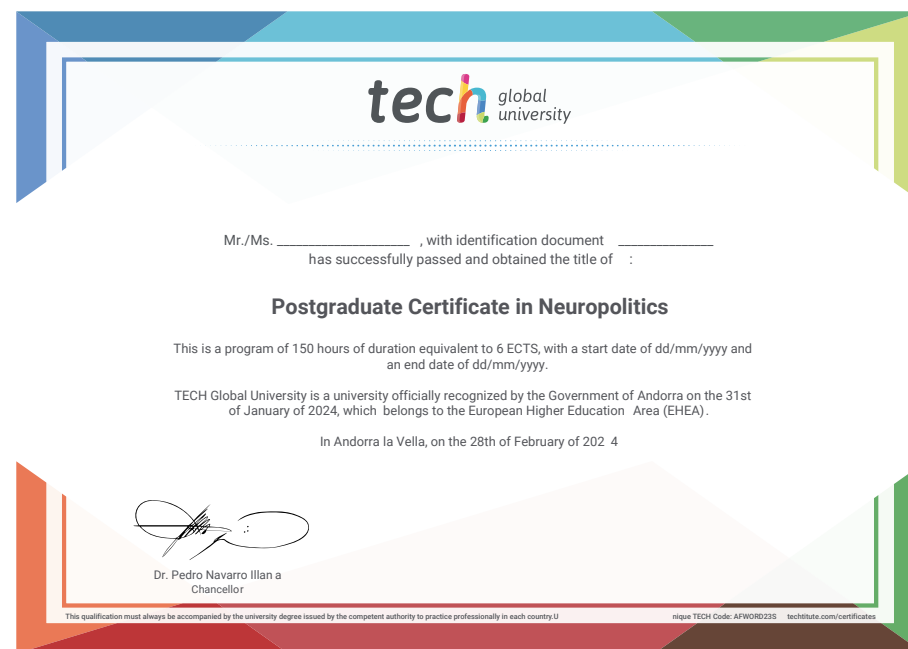 tech global
university
Mr./Ms. _____________________ , with identification document _______________
has successfully passed and obtained the title of :
Postgraduate Certificate in Neuropolitics
This is a program of 150 hours of duration equivalent to 6 ECTS, with a start date of dd/mm/yyyy and
an end date of dd/mm/yyyy.
TECH Global University is a university officially recognized by the Government of Andorra on the 31st
of January of 2024, which belongs to the European Higher Education Area (EHEA).
In Andorra la Vella, on the 28th of February of 202 4
Dr. Pedro Navarro Illan a
Chancellor
This qualification must always be accompanied by the university degree issued by the competent authority to practice professionally in each country.U nique TECH Code: AFWORD23S techtitute.com/certificates